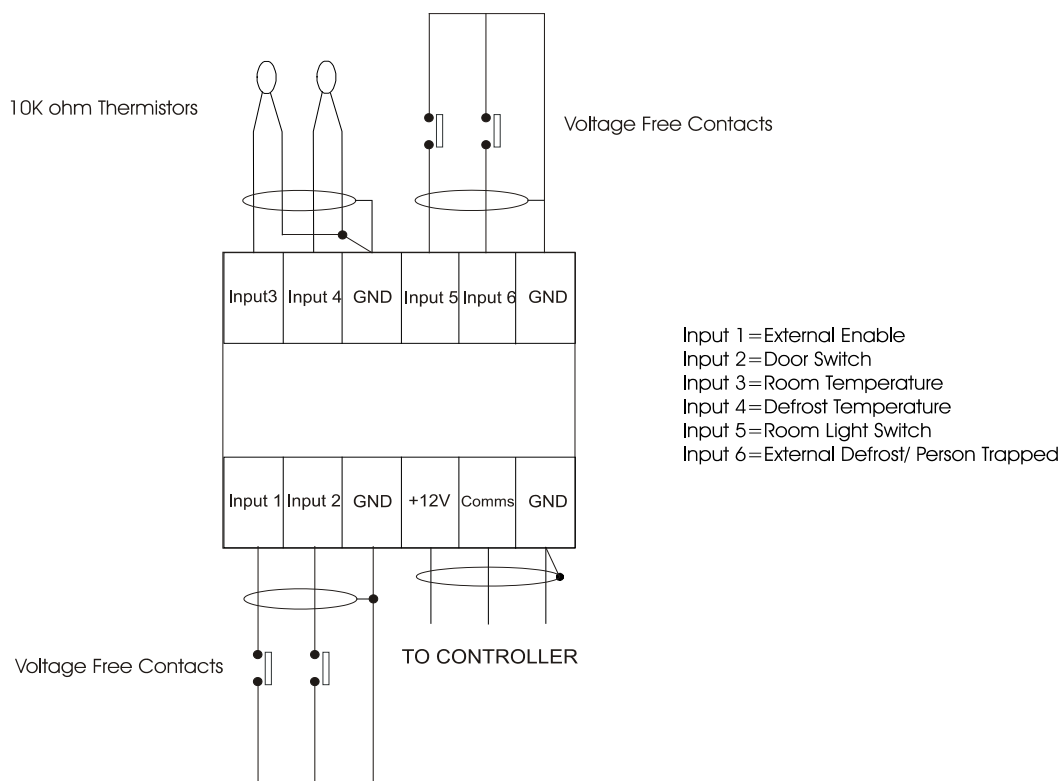 10K ohm Thermistors
Voltage Free Contacts
Input3 Input 4 GND Input 5 Input 6 GND
Input 1=External Enable
Input 2=Door Switch
Input 3=Room Temperature
Input 4=Defrost Temperature
Input 5=Room Light Switch
Input 6=External Defrost/ Person Trapped
Input 1 Input 2 GND +12V Comms GND
TO CONTROLLER
Voltage Free Contacts